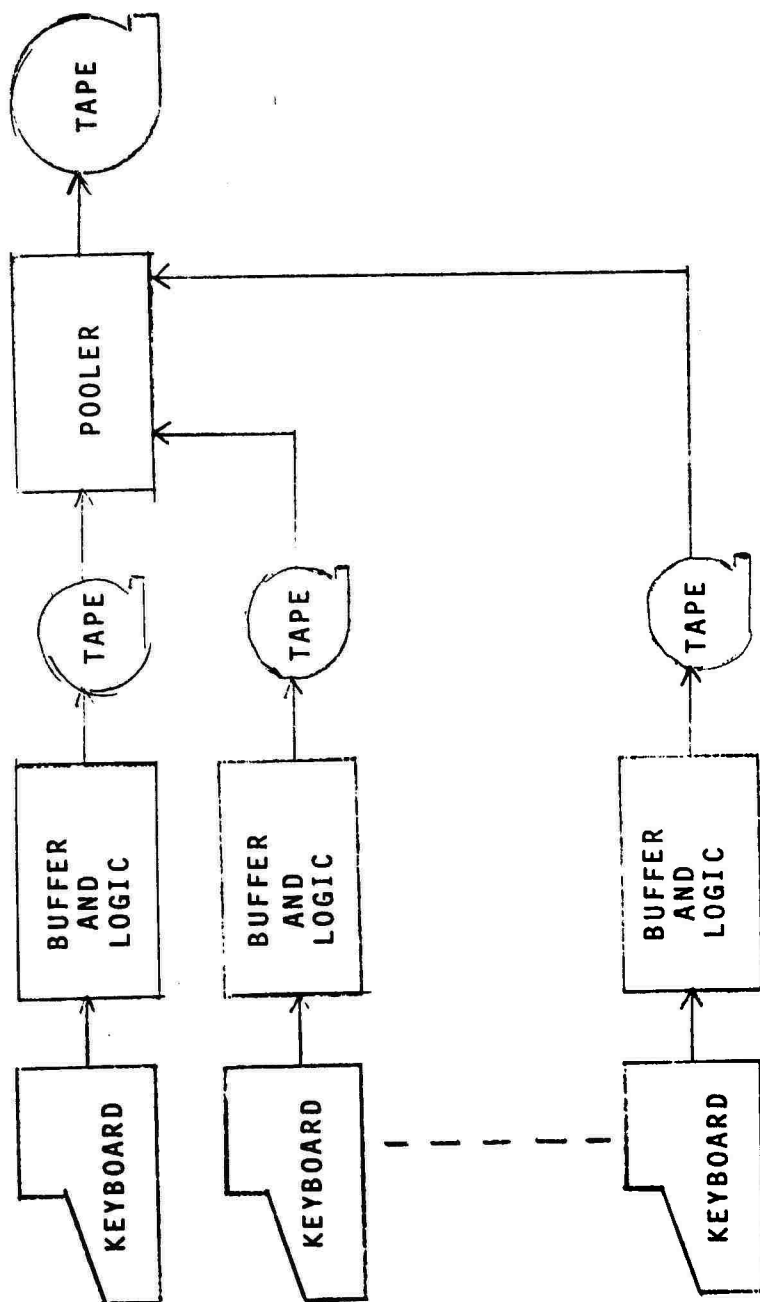 KEYBOARD
BUFFER
AND
LOGIC
TAPE
POOLER
TAPE
KEYBOARD
BUFFER
AND
LOGIC
TAPE
KEYBOARD
BUFFER
AND
LOGIC
TAPE